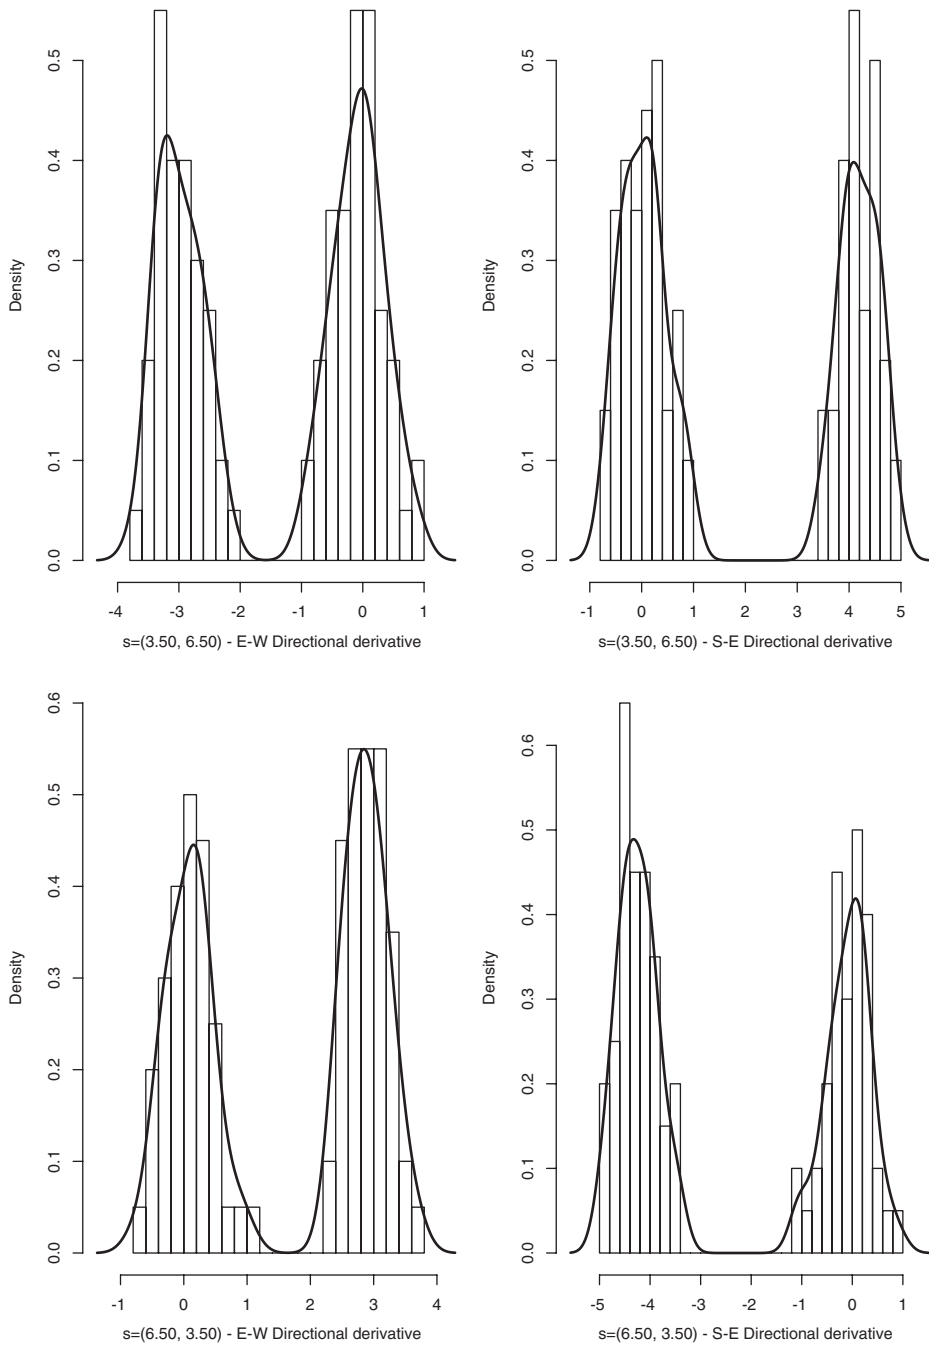 0.0 0.1 0.2 0.3 0.4 0.5
Density
-4 -3 -2 -1 0 1
s=(3.50, 6.50) - E-W Directional derivative
0.0 0.1 0.2 0.3 0.4 0.5
Density
-1 0 1 2 3 4 5
s=(3.50, 6.50) - S-E Directional derivative
0.0 0.1 0.2 0.3 0.4 0.5 0.6
Density
-1 0 1 2 3 4
s=(6.50, 3.50) - E-W Directional derivative
0.0 0.1 0.2 0.3 0.4 0.5 0.6
Density
-5 -4 -3 -2 -1 0 1
s=(6.50, 3.50) - S-E Directional derivative